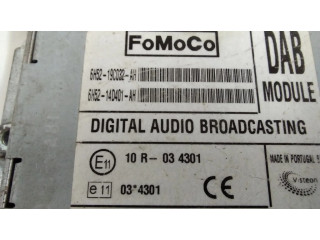 FoMoCo
DAB
MODULE
6H52-19C032-AH
6H52-14D401-AH
DIGITAL AUDIO BROADCASTING
E11 10 R- 03 4301
e11 03*4301
CE
MADE IN PORTUGAL